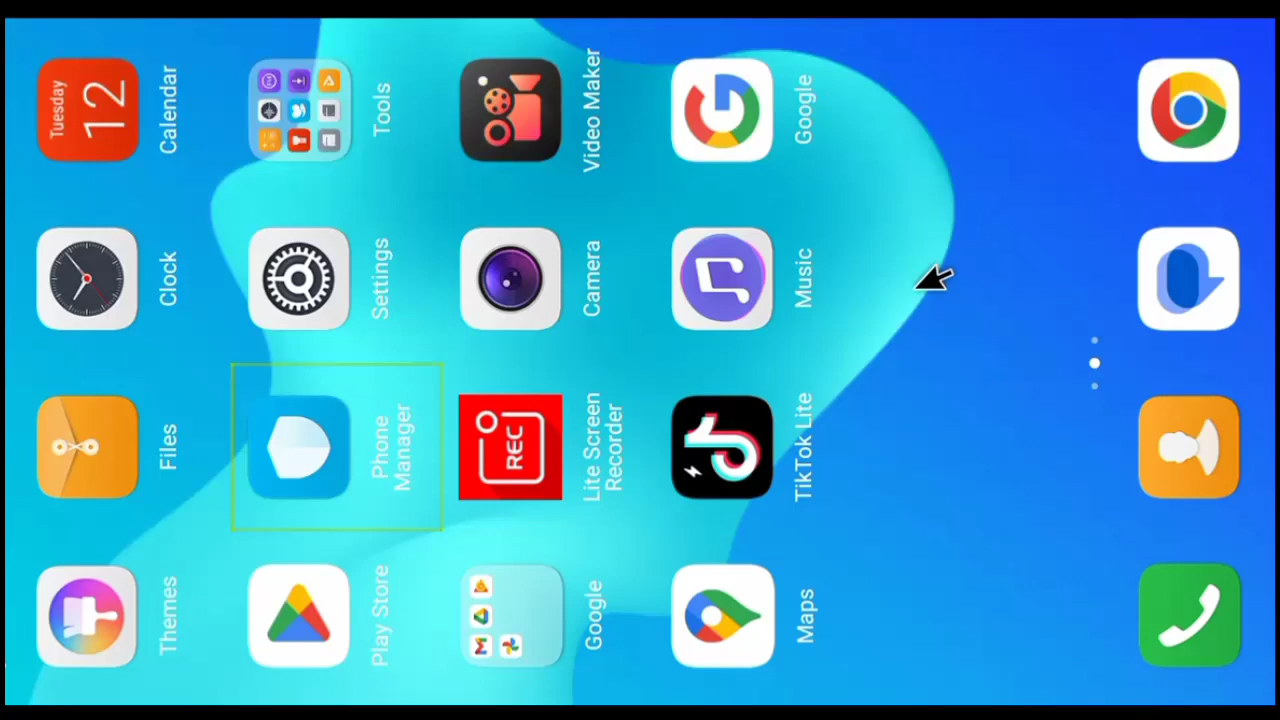 Tuesday
12
Themes
Files
Clock
Calendar
Play Store
Phone
Manager
Settings
Tools
REC
Google
Lite Screen
Recorder
Camera
Video Maker
Maps
TikTok Lite
Music
Google